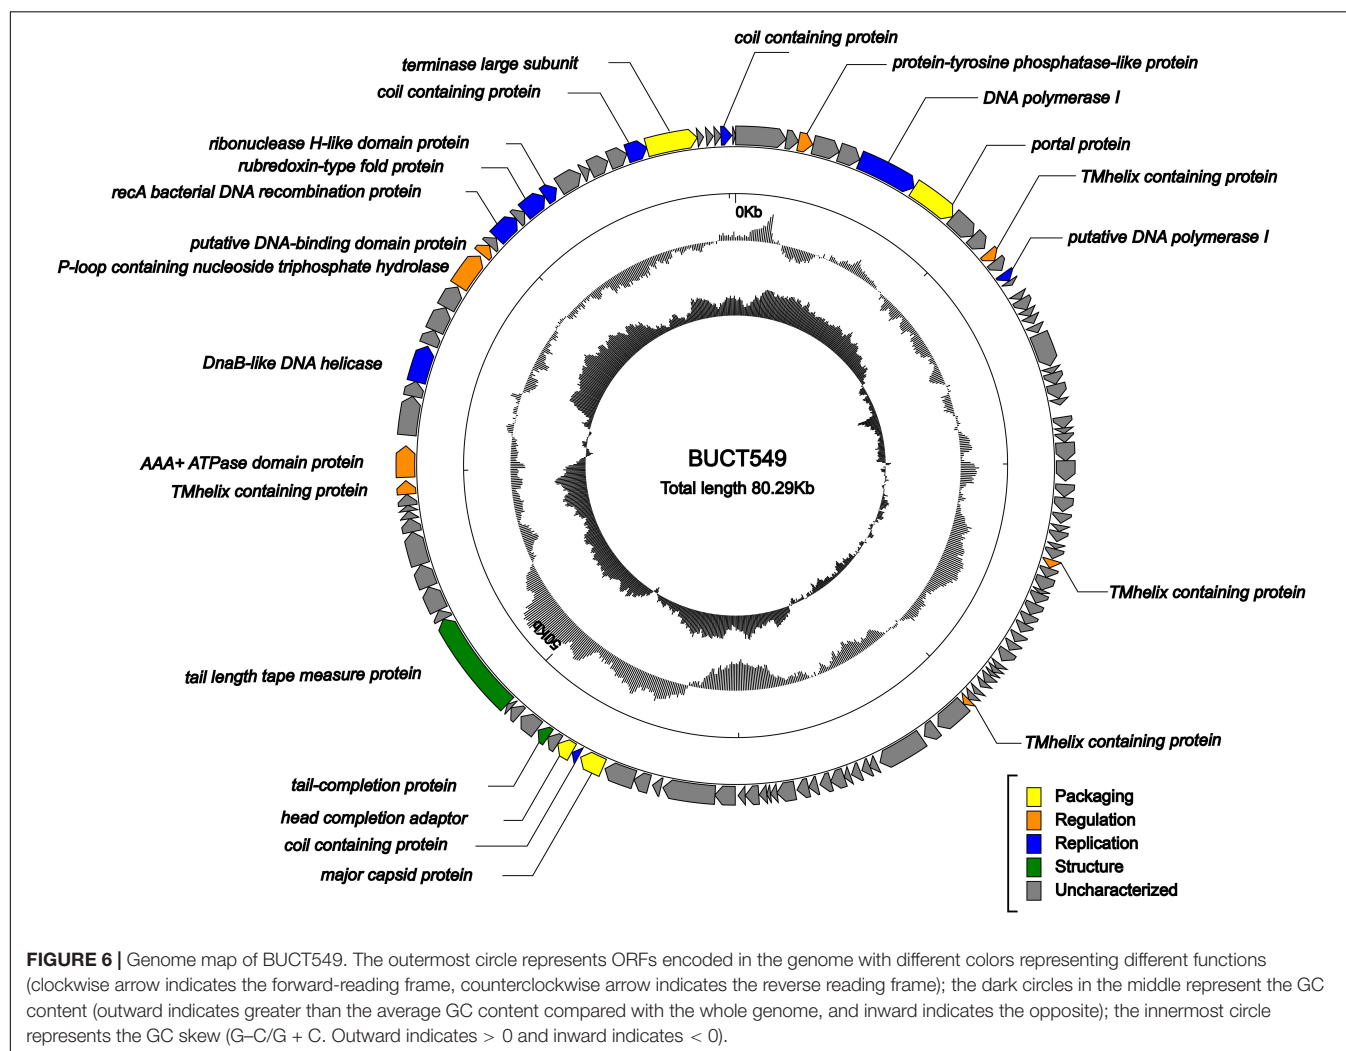 coil containing protein
terminase large subunit
protein-tyrosine phosphatase-like protein
coil containing protein
DNA polymerase I
ribonuclease H-like domain protein
portal protein
rubredoxin-type fold protein
TMhelix containing protein
recA bacterial DNA recombination protein
0Kb
putative DNA-binding domain protein
putative DNA polymerase I
P-loop containing nucleoside triphosphate hydrolase
DnaB-like DNA helicase
BUCT549
AAA+ ATPase domain protein
Total length 80.29Kb
TMhelix containing protein
TMhelix containing protein
50Kb
tail length tape measure protein
TMhelix containing protein
tail-completion protein
head completion adaptor
coil containing protein
major capsid protein
Packaging
Regulation
Replication
Structure
Uncharacterized
FIGURE 6 | Genome map of BUCT549. The outermost circle represents ORFs encoded in the genome with different colors representing different functions
(clockwise arrow indicates the forward-reading frame, counterclockwise arrow indicates the reverse reading frame); the dark circles in the middle represent the GC
content (outward indicates greater than the average GC content compared with the whole genome, and inward indicates the opposite); the innermost circle
represents the GC skew (G–C/G + C. Outward indicates > 0 and inward indicates < 0).